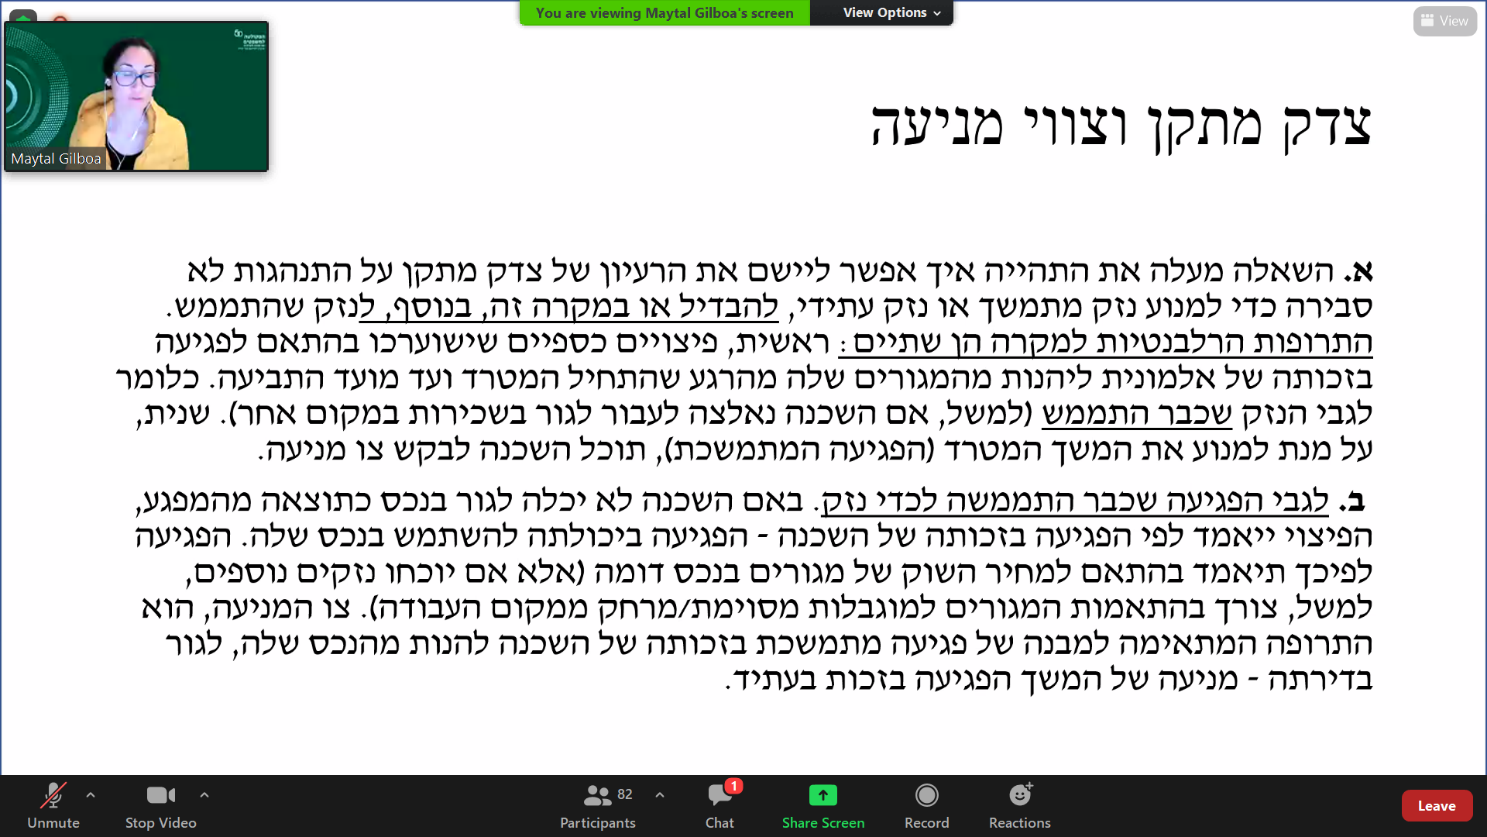 You are viewing Maytal Gilboa's screen
View Options
View
Maytal Gilboa
צדק מתקן וצווי מניעה
א. השאלה מעלה את התהייה איך אפשר ליישם את הרעיון של צדק מתקן על התנהגות לא
סבירה כדי למנוע נזק מתמשך או נזק עתידי, להבדיל או במקרה זה, בנוסף, לנזק שהתממש.
התרופות הרלבנטיות למקרה הן שתיים: ראשית, פיצויים כספיים שישוערכו בהתאם לפגיעה
בזכותה של אלמונית ליהנות מהמגורים שלה מהרגע שהתחיל המטרד ועד מועד התביעה. כלומר
לגבי הנזק שכבר התממש (למשל, אם השכנה נאלצה לעבור לגור בשכירות במקום אחר). שנית,
על מנת למנוע את המשך המטרד (הפגיעה המתמשכת), תוכל השכנה לבקש צו מניעה.
ב. לגבי הפגיעה שכבר התממשה לכדי נזק. באם השכנה לא יכלה לגור בנכס כתוצאה מהמפגע,
הפיצוי ייאמד לפי הפגיעה בזכותה של השכנה - הפגיעה ביכולתה להשתמש בנכס שלה. הפגיעה
לפיכך תיאמד בהתאם למחיר השוק של מגורים בנכס דומה (אלא אם יוכחו נזקים נוספים,
למשל, צורך בהתאמות המגורים למוגבלות מסוימת/מרחק ממקום העבודה). צו המניעה, הוא
התרופה המתאימה למבנה של פגיעה מתמשכת בזכותה של השכנה להנות מהנכס שלה, לגור
בדירתה - מניעה של המשך הפגיעה בזכות בעתיד.
Unmute
Stop Video
82
Participants
1
Chat
Share Screen
Record
Reactions
Leave